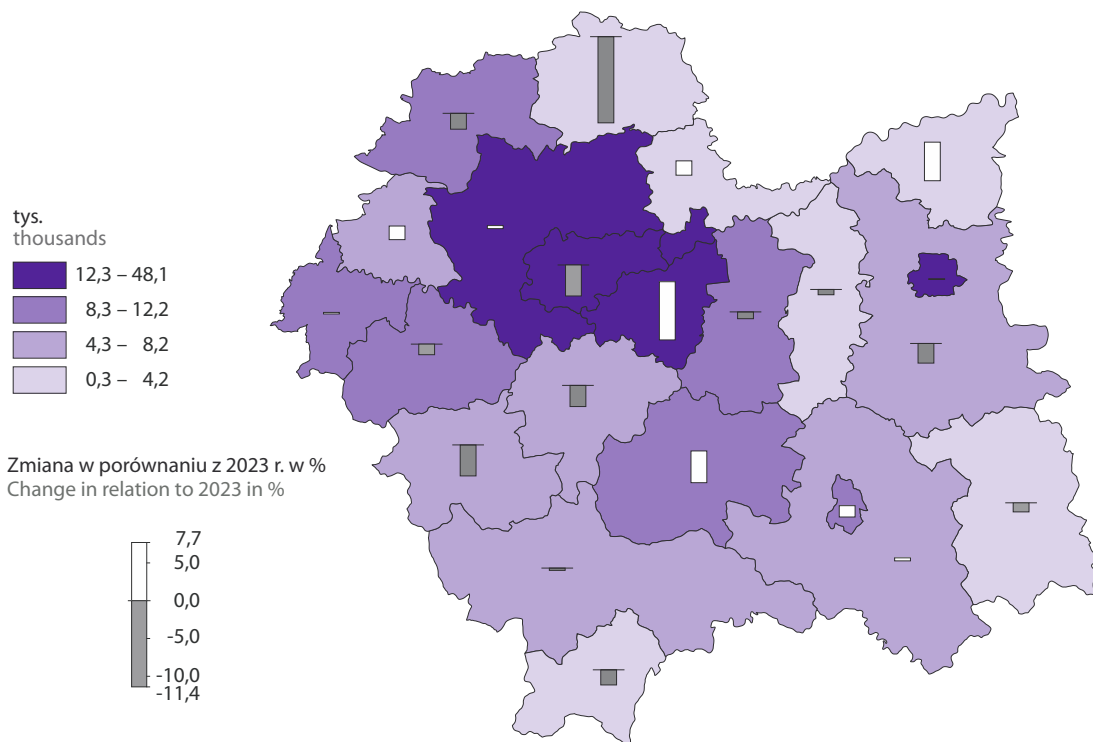 tys.
thousands
12,3 – 48,1
8,3 – 12,2
4,3 – 8,2
0,3 – 4,2
Zmiana w porównaniu z 2023 r. w %
Change in relation to 2023 in %
7,7
5,0
0,0
-5,0
-10,0
-11,4